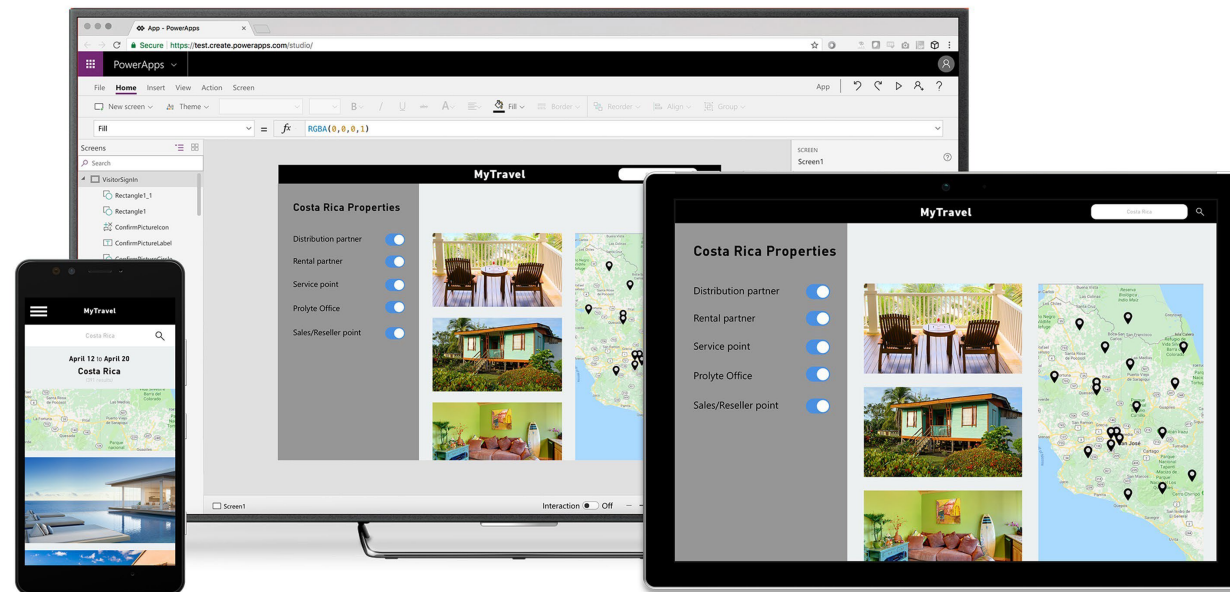 App - PowerApps
Secure https://test.create.powerapps.com/studio/
PowerApps
File Home Insert View Action Screen
App
New screen Theme
B / U abc A Fill Border Reorder Align Group
Fill = fx RGBA(0,0,0,1)
Screens
Search
VisitorSignIn
Rectangle1_1
Rectangle1
ConfirmPictureIcon
ConfirmPictureLabel
ConfirmPictureCircle
SCREEN
Screen1
MyTravel
Costa Rica Properties
Distribution partner
Rental partner
Service point
Prolyte Office
Sales/Reseller point
Screen1
Interaction Off
MyTravel
Costa Rica
April 12 to April 20
Costa Rica
MyTravel
Costa Rica
Costa Rica Properties
Distribution partner
Rental partner
Service point
Prolyte Office
Sales/Reseller point
San José